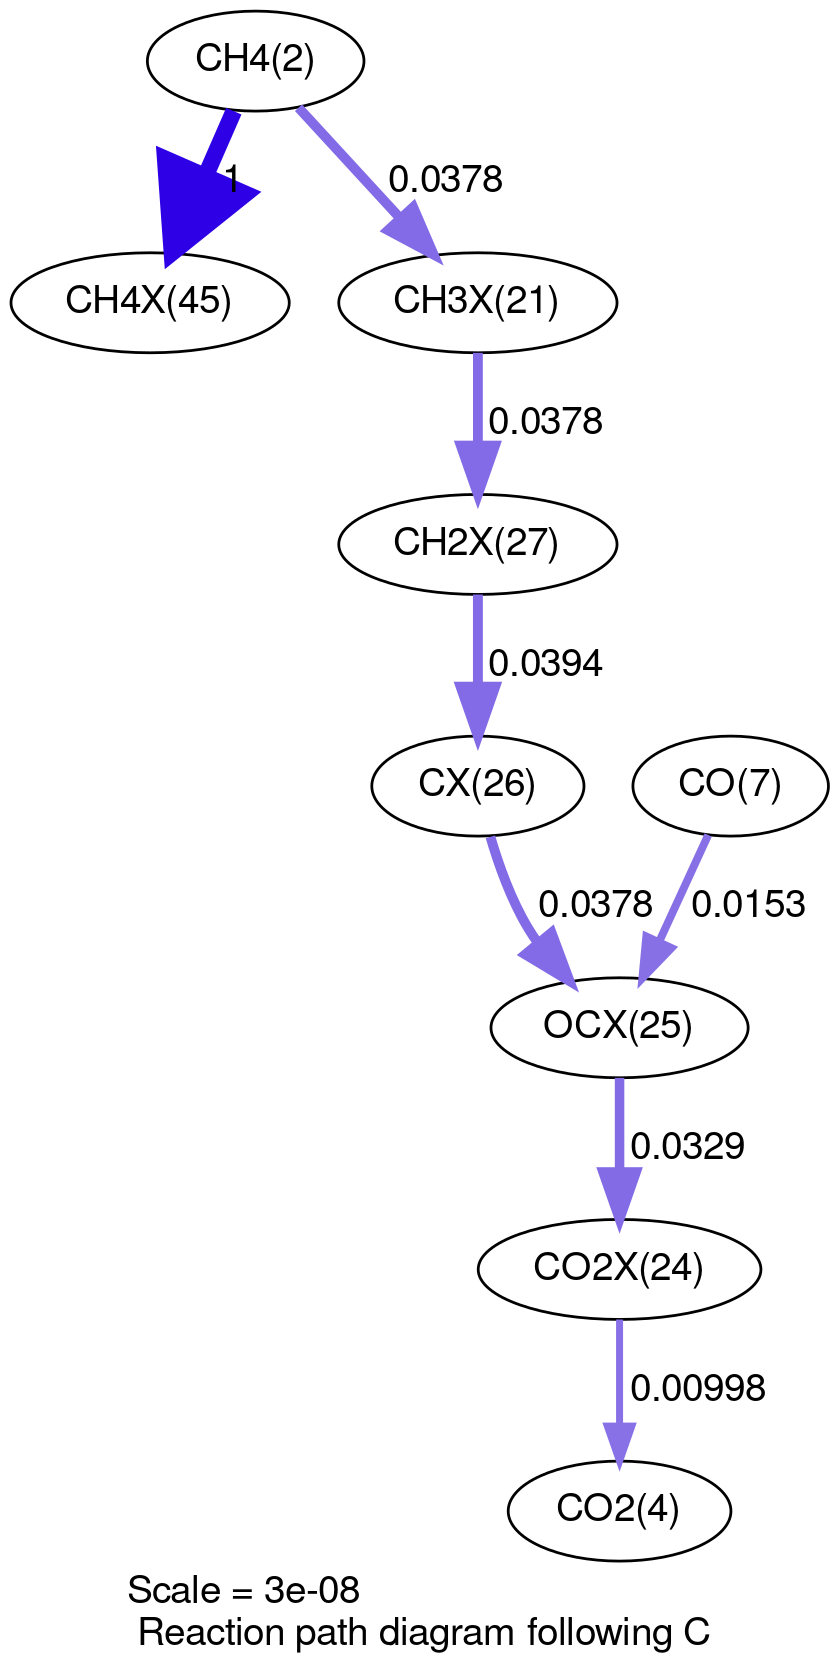 CH4(2)
1
0.0378
CH4X(45)
CH3X(21)
0.0378
CH2X(27)
0.0394
CX(26)
CO(7)
0.0378
0.0153
OCX(25)
0.0329
CO2X(24)
0.00998
CO2(4)
Scale = 3e-08
Reaction path diagram following C